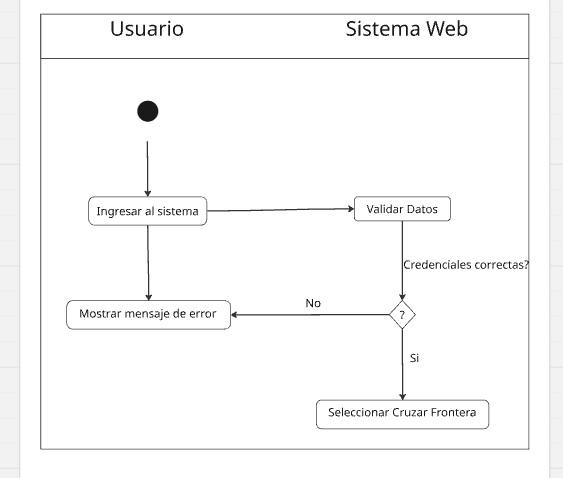 Usuario
Sistema Web
Ingresar al sistema
Validar Datos
Credenciales correctas?
Mostrar mensaje de error
No
?
Si
Seleccionar Cruzar Frontera